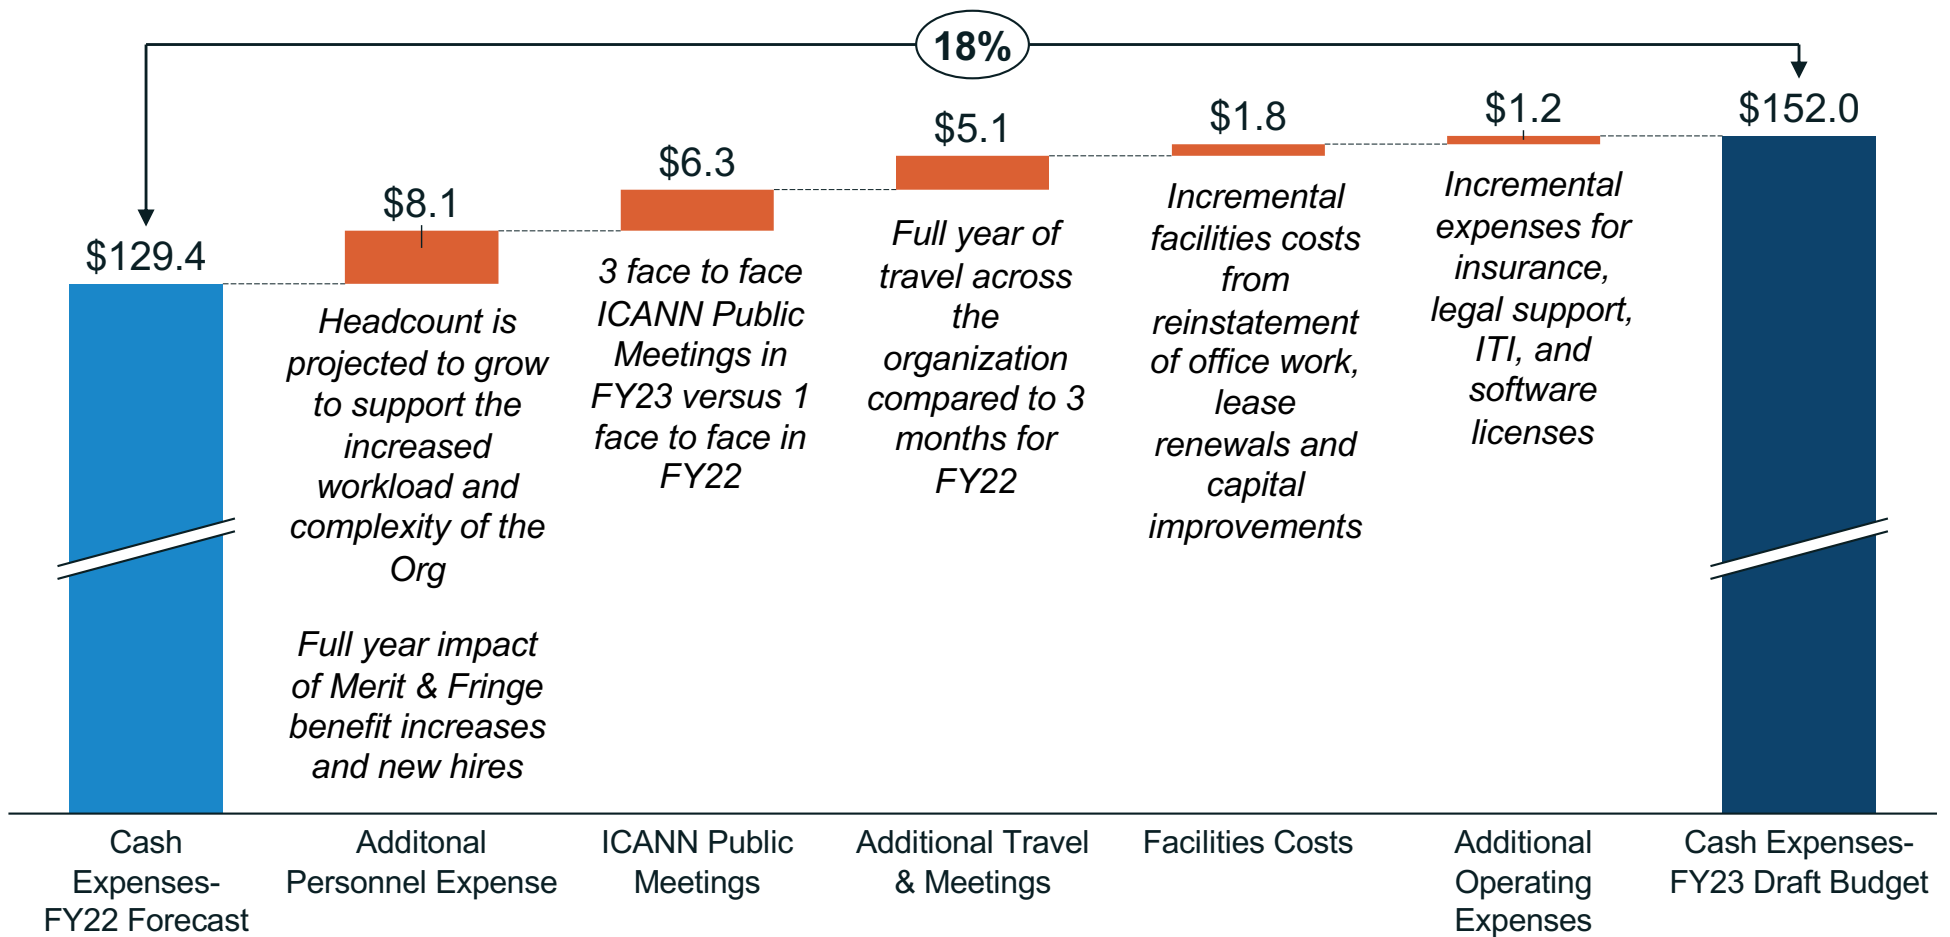 18%
$129.4
$8.1
$6.3
$5.1
$1.8
$1.2
$152.0
Headcount is
projected to grow
to support the
increased
workload and
complexity of the
Org
Full year impact
of Merit & Fringe
benefit increases
and new hires
3 face to face
ICANN Public
Meetings in
FY23 versus 1
face to face in
FY22
Full year of
travel across
the
organization
compared to 3
months for
FY22
Incremental
facilities costs
from
reinstatement
of office work,
lease
renewals and
capital
improvements
Incremental
expenses for
insurance,
legal support,
ITI, and
software
licenses
Cash
Expenses-
FY22 Forecast
Additonal
Personnel Expense
ICANN Public
Meetings
Additional Travel
& Meetings
Facilities Costs
Additional
Operating
Expenses
Cash Expenses-
FY23 Draft Budget